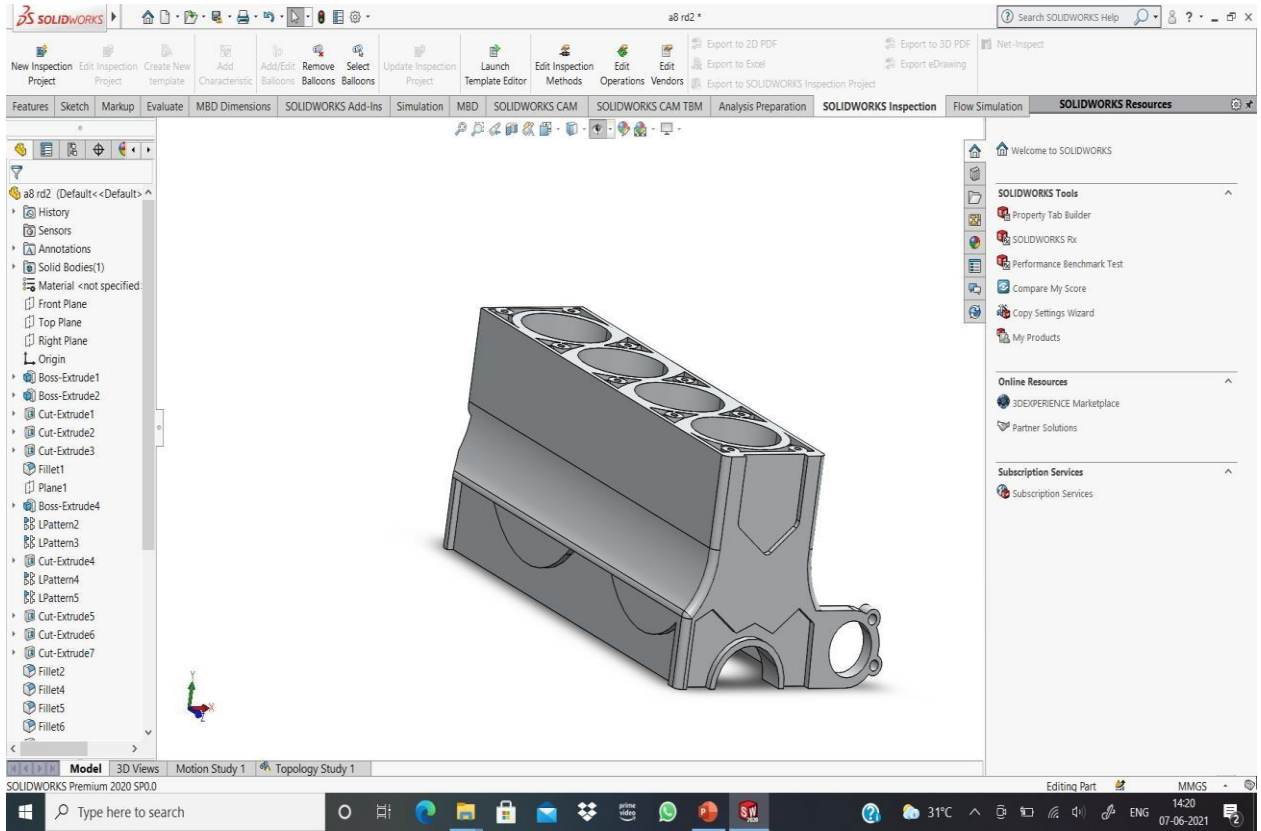 SOLIDWORKS
a8 rd2 *
Search SOLIDWORKS Help
New Inspection Project
Edit Inspection Project
Create New template
Add Characteristic
Add/Edit Balloons
Remove Balloons
Select Balloons
Update Inspection Project
Launch Template Editor
Edit Inspection Methods
Edit Operations
Edit Vendors
Export to 2D PDF
Export to Excel
Export to SOLIDWORKS Inspection Project
Export to 3D PDF
Export eDrawing
Net-Inspect
Features Sketch Markup Evaluate MBD Dimensions SOLIDWORKS Add-Ins Simulation MBD SOLIDWORKS CAM SOLIDWORKS CAM TBM Analysis Preparation SOLIDWORKS Inspection Flow Simulation
SOLIDWORKS Resources
a8 rd2 (Default<<Default>
History
Sensors
Annotations
Solid Bodies(1)
Material <not specified
Front Plane
Top Plane
Right Plane
Origin
Boss-Extrude1
Boss-Extrude2
Cut-Extrude1
Cut-Extrude2
Cut-Extrude3
Fillet1
Plane1
Boss-Extrude4
LPattern2
LPattern3
Cut-Extrude4
LPattern4
LPattern5
Cut-Extrude5
Cut-Extrude6
Cut-Extrude7
Fillet2
Fillet4
Fillet5
Fillet6
Y
X
Z
Welcome to SOLIDWORKS
SOLIDWORKS Tools
Property Tab Builder
SOLIDWORKS Rx
Performance Benchmark Test
Compare My Score
Copy Settings Wizard
My Products
Online Resources
3DEXPERIENCE Marketplace
Partner Solutions
Subscription Services
Subscription Services
Model 3D Views Motion Study 1 Topology Study 1
SOLIDWORKS Premium 2020 SP0.0
Editing Part
MMGS
Type here to search
prime video
SW 2020
31°C
ENG
14:20
07-06-2021
2